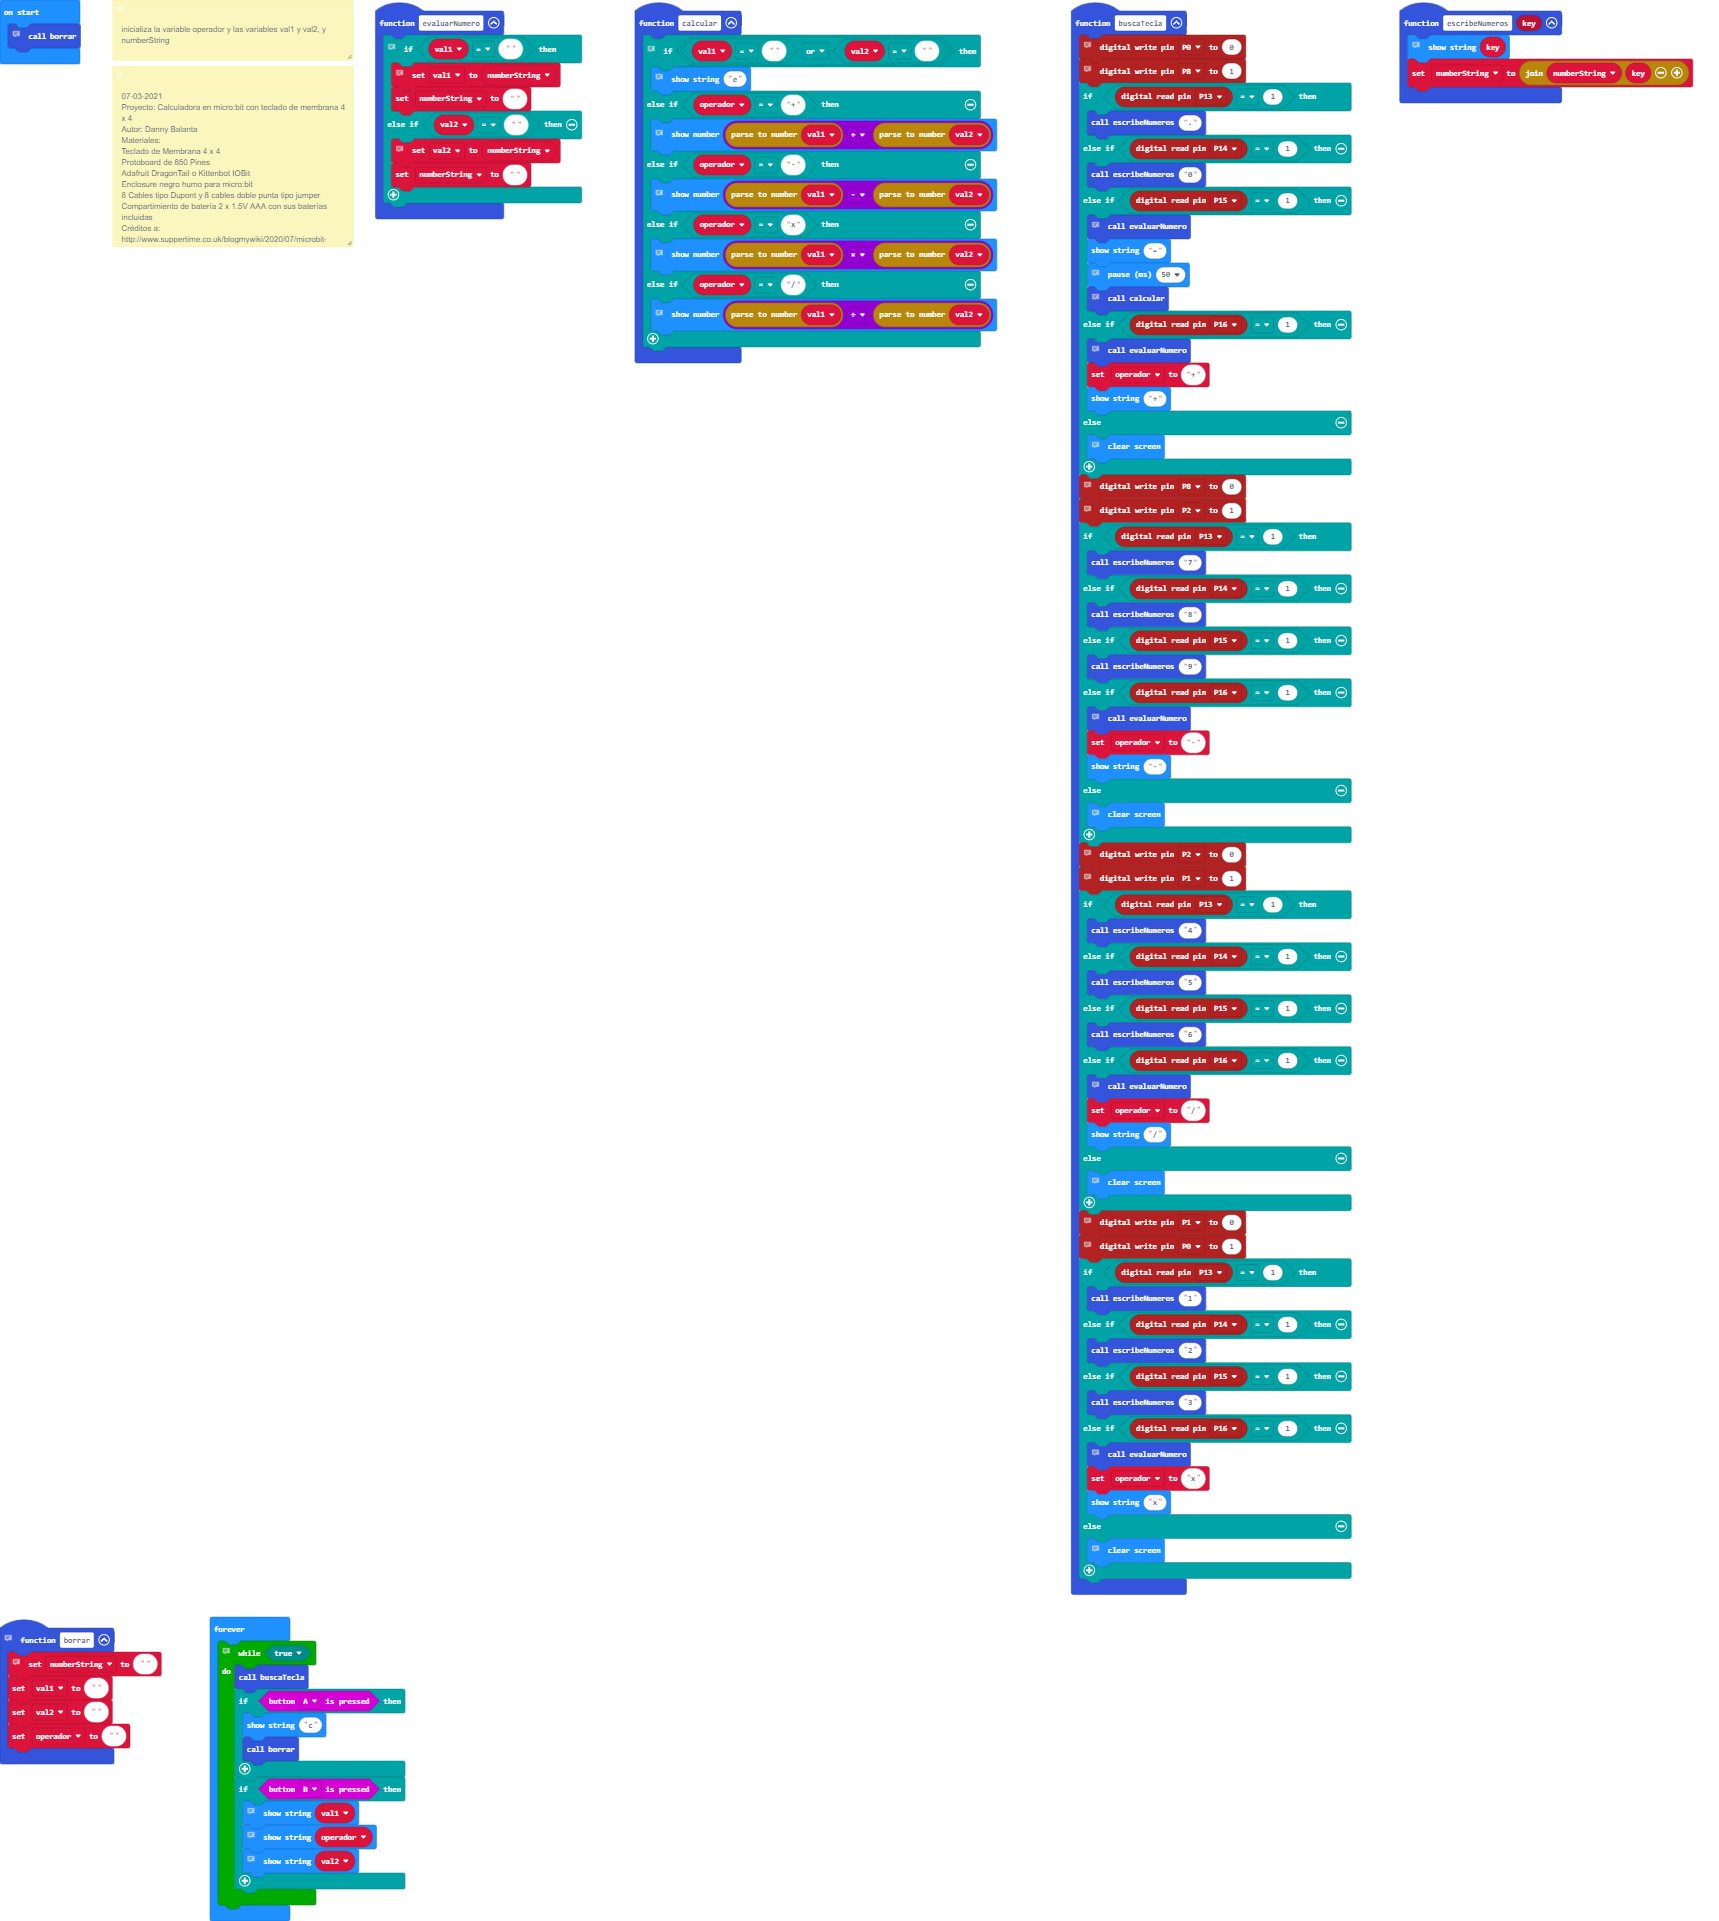 on start
call borrar
inicializa la variable operador y las variables val1 y val2, y
numberString
07-03-2021
Proyecto: Calculadora en micro:bit con teclado de membrana 4
x 4
Autor: Danny Balanta
Materiales:
Teclado de Membrana 4 x 4
Protoboard de 850 Pines
Adafruit DragonTail o Kittenbot IOBit
Enclosure negro humo para micro:bit
8 Cables tipo Dupont y 8 cables doble punta tipo jumper
Compartimiento de batería 2 x 1.5V AAA con sus baterías
incluidas
Créditos a:
http://www.suppertime.co.uk/blogmywiki/2020/07/microbit-
function evaluarNumero
if val1 = "" then
set val1 to numberString
set numberString to ""
else if val2 = "" then
set val2 to numberString
set numberString to ""
function calcular
if val1 = "" or val2 = "" then
show string "e"
else if operador = "+" then
show number parse to number val1 + parse to number val2
else if operador = "-" then
show number parse to number val1 - parse to number val2
else if operador = "x" then
show number parse to number val1 × parse to number val2
else if operador = "/" then
show number parse to number val1 ÷ parse to number val2
function buscaTecla
digital write pin P0 to 0
digital write pin P8 to 1
if digital read pin P13 = 1 then
call escribeNumeros "."
else if digital read pin P14 = 1 then
call escribeNumeros "0"
else if digital read pin P15 = 1 then
call evaluarNumero
show string "="
pause (ms) 50
call calcular
else if digital read pin P16 = 1 then
call evaluarNumero
set operador to "+"
show string "+"
else
clear screen
digital write pin P8 to 0
digital write pin P2 to 1
if digital read pin P13 = 1 then
call escribeNumeros "7"
else if digital read pin P14 = 1 then
call escribeNumeros "8"
else if digital read pin P15 = 1 then
call escribeNumeros "9"
else if digital read pin P16 = 1 then
call evaluarNumero
set operador to "-"
show string "-"
else
clear screen
digital write pin P2 to 0
digital write pin P1 to 1
if digital read pin P13 = 1 then
call escribeNumeros "4"
else if digital read pin P14 = 1 then
call escribeNumeros "5"
else if digital read pin P15 = 1 then
call escribeNumeros "6"
else if digital read pin P16 = 1 then
call evaluarNumero
set operador to "/"
show string "/"
else
clear screen
digital write pin P1 to 0
digital write pin P0 to 1
if digital read pin P13 = 1 then
call escribeNumeros "1"
else if digital read pin P14 = 1 then
call escribeNumeros "2"
else if digital read pin P15 = 1 then
call escribeNumeros "3"
else if digital read pin P16 = 1 then
call evaluarNumero
set operador to "x"
show string "x"
else
clear screen
function escribeNumeros key
show string key
set numberString to join numberString key
function borrar
set numberString to ""
set val1 to ""
set val2 to ""
set operador to ""
forever
while true
do
call buscaTecla
if button A is pressed then
show string "c"
call borrar
if button B is pressed then
show string val1
show string operador
show string val2